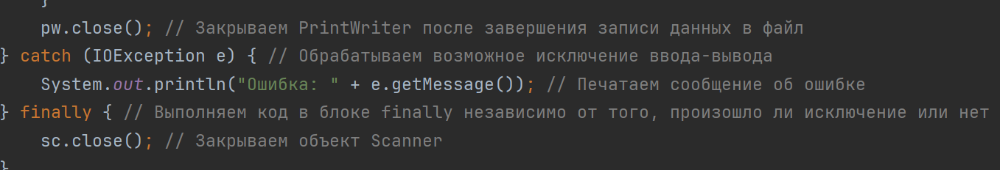 }
pw.close(); // Закрываем PrintWriter после завершения записи данных в файл
} catch (IOException e) { // Обрабатываем возможное исключение ввода-вывода
System.out.println("Ошибка: " + e.getMessage()); // Печатаем сообщение об ошибке
} finally { // Выполняем код в блоке finally независимо от того, произошло ли исключение или нет
sc.close(); // Закрываем объект Scanner
}